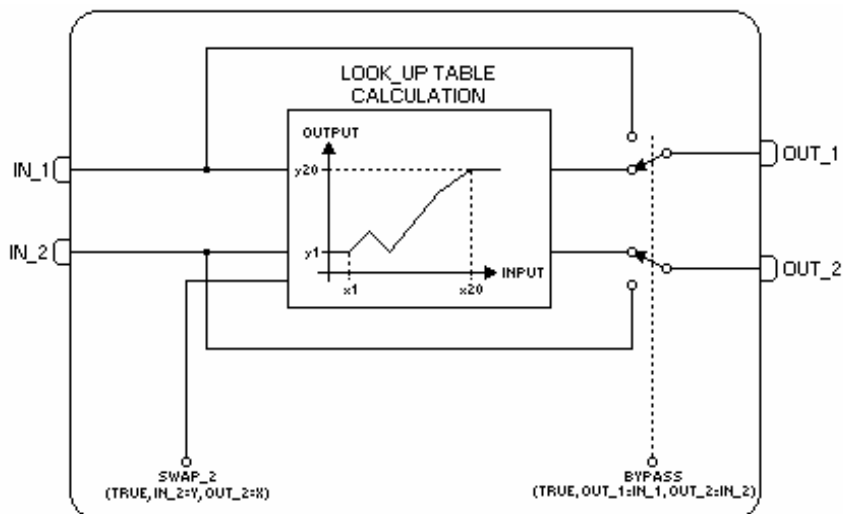 LOOK_UP TABLE
CALCULATION
OUTPUT
y20
y1
INPUT
x1
x20
IN_1
IN_2
OUT_1
OUT_2
SWAP_2
(TRUE, IN_2=Y, OUT_2=X)
BYPASS
(TRUE, OUT_1=IN_1, OUT_2=IN_2)